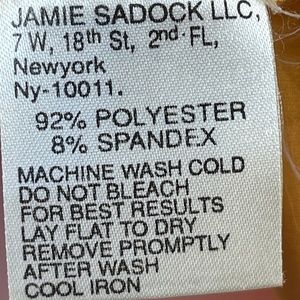 JAMIE SADOCK LLC,
7 W, 18th St, 2nd FL,
Newyork
Ny-10011.
92% POLYESTER
8% SPANDEX
MACHINE WASH COLD
DO NOT BLEACH
FOR BEST RESULTS
LAY FLAT TO DRY
REMOVE PROMPTLY
AFTER WASH
COOL IRON